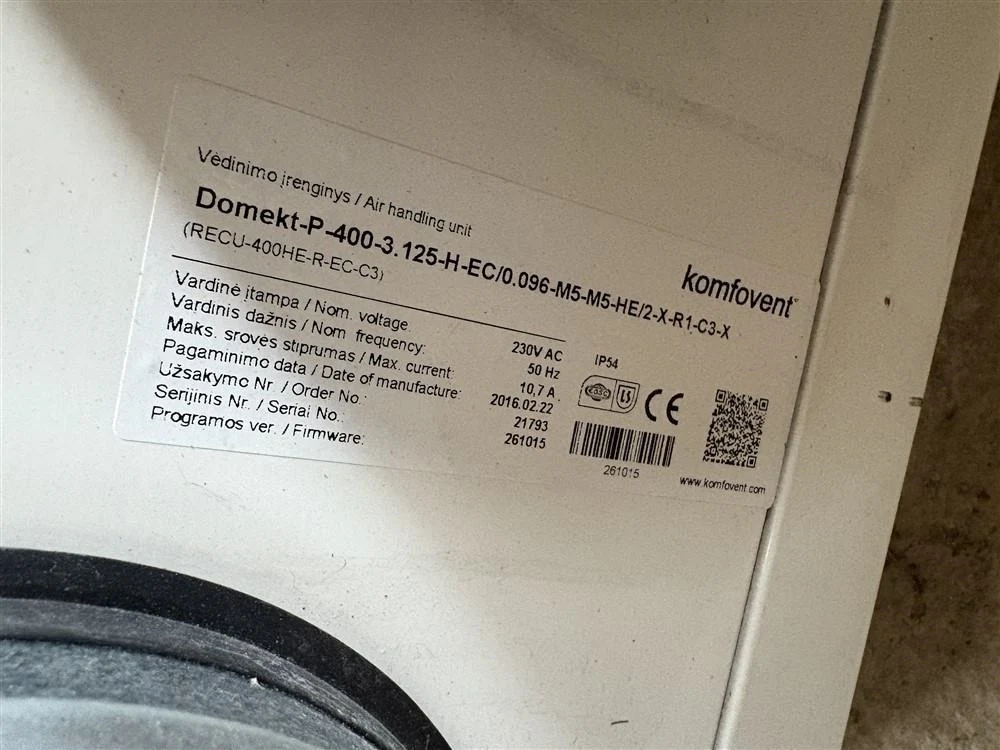 Vėdinimo įrenginys / Air handling unit
komfovent
Domekt-P-400-3.125-H-EC/0.096-M5-M5-HE/2-X-R1-C3-X
(RECU-400HE-R-EC-C3)
Vardinė įtampa / Nom. voltage: 230V AC
Vardinis dažnis / Nom. frequency: 50 Hz
Maks. srovės stiprumas / Max. current: 10,7 A
Pagaminimo data / Date of manufacture: 2016.02.22
Užsakymo Nr. / Order No.: 21793
Serijinis Nr. / Serial No.: 261015
Programos ver. / Firmware:
IP54
LS
CE
261015
www.komfovent.com